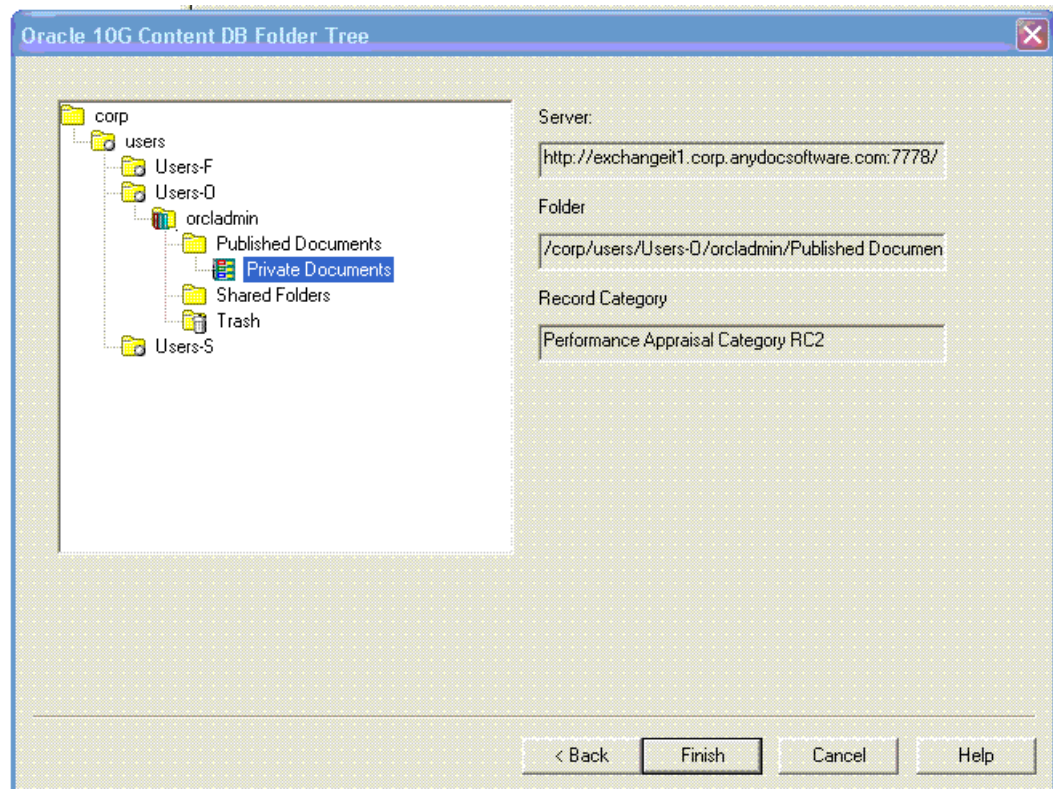 Oracle 10G Content DB Folder Tree
corp
users
Users-F
Users-O
orcladmin
Published Documents
Private Documents
Shared Folders
Trash
Users-S
Server:
http://exchangeit1.corp.anydocsoftware.com:7778/
Folder
/corp/users/Users-O/orcladmin/Published Documen
Record Category
Performance Appraisal Category RC2
< Back
Finish
Cancel
Help